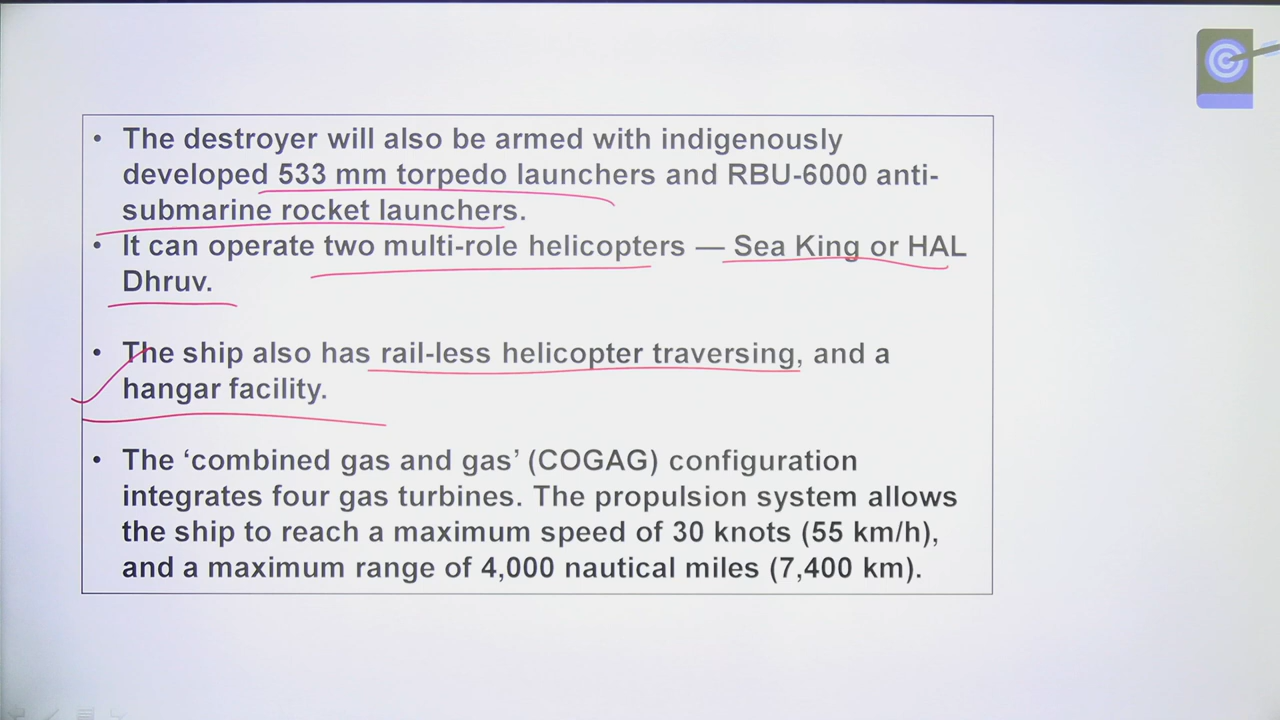 • The destroyer will also be armed with indigenously
developed 533 mm torpedo launchers and RBU-6000 anti-
submarine rocket launchers.
• It can operate two multi-role helicopters — Sea King or HAL
Dhruv.
• The ship also has rail-less helicopter traversing, and a
hangar facility.
• The ‘combined gas and gas’ (COGAG) configuration
integrates four gas turbines. The propulsion system allows
the ship to reach a maximum speed of 30 knots (55 km/h),
and a maximum range of 4,000 nautical miles (7,400 km).